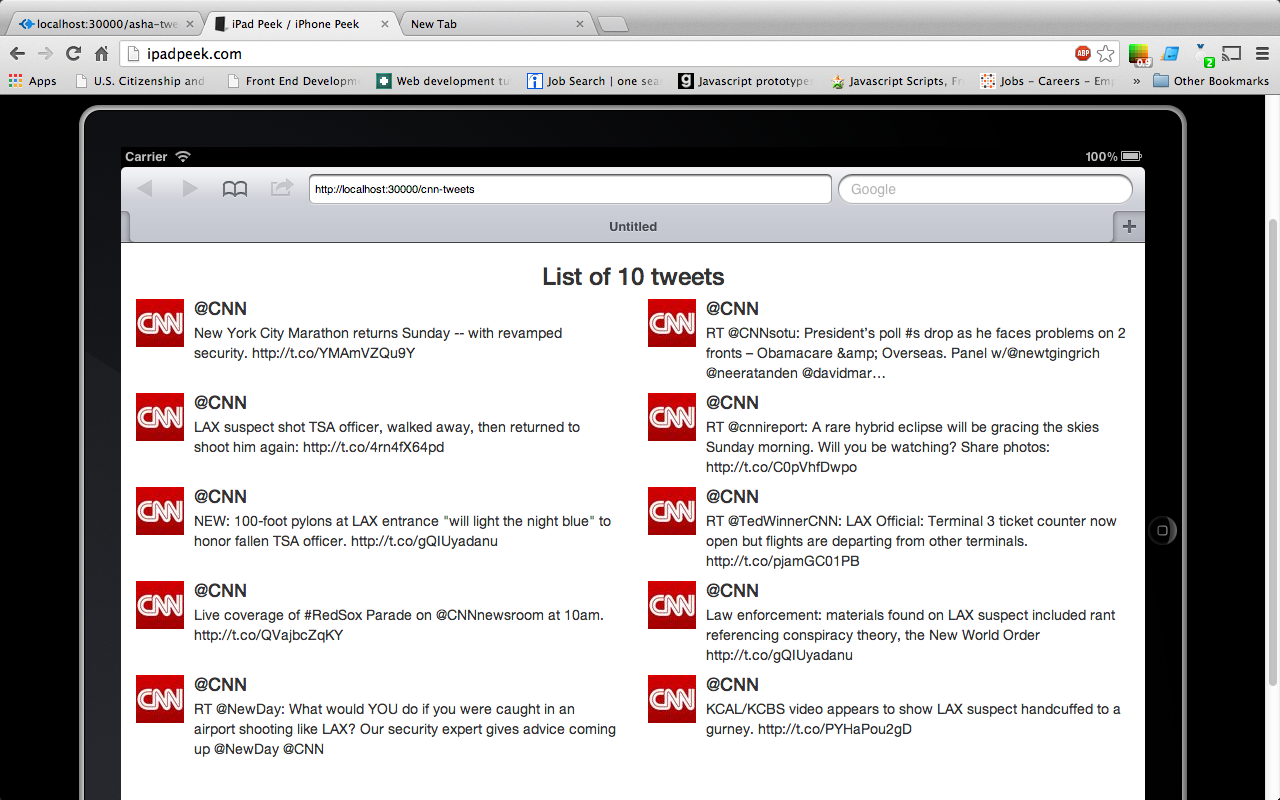 localhost:30000/asha-twe
iPad Peek / iPhone Peek
New Tab
ipadpeek.com
ABP
0.9
2
Apps
U.S. Citizenship and
Front End Developm
Web development tu
Job Search | one sea
Javascript prototype
Javascript Scripts, Fr
Jobs – Careers – Emp
»
Other Bookmarks
Carrier
100%
http://localhost:30000/cnn-tweets
Google
Untitled
+
List of 10 tweets
CNN
@CNN
New York City Marathon returns Sunday -- with revamped
security. http://t.co/YMAmVZQu9Y
CNN
@CNN
RT @CNNsotu: President’s poll #s drop as he faces problems on 2
fronts – Obamacare &amp; Overseas. Panel w/@newtgingrich
@neeratanden @davidmar…
CNN
@CNN
LAX suspect shot TSA officer, walked away, then returned to
shoot him again: http://t.co/4rn4fX64pd
CNN
@CNN
RT @cnnireport: A rare hybrid eclipse will be gracing the skies
Sunday morning. Will you be watching? Share photos:
http://t.co/C0pVhfDwpo
CNN
@CNN
NEW: 100-foot pylons at LAX entrance "will light the night blue" to
honor fallen TSA officer. http://t.co/gQIUyadanu
CNN
@CNN
RT @TedWinnerCNN: LAX Official: Terminal 3 ticket counter now
open but flights are departing from other terminals.
http://t.co/pjamGC01PB
CNN
@CNN
Live coverage of #RedSox Parade on @CNNnewsroom at 10am.
http://t.co/QVajbcZqKY
CNN
@CNN
Law enforcement: materials found on LAX suspect included rant
referencing conspiracy theory, the New World Order
http://t.co/gQIUyadanu
CNN
@CNN
RT @NewDay: What would YOU do if you were caught in an
airport shooting like LAX? Our security expert gives advice coming
up @NewDay @CNN
CNN
@CNN
KCAL/KCBS video appears to show LAX suspect handcuffed to a
gurney. http://t.co/PYHaPou2gD